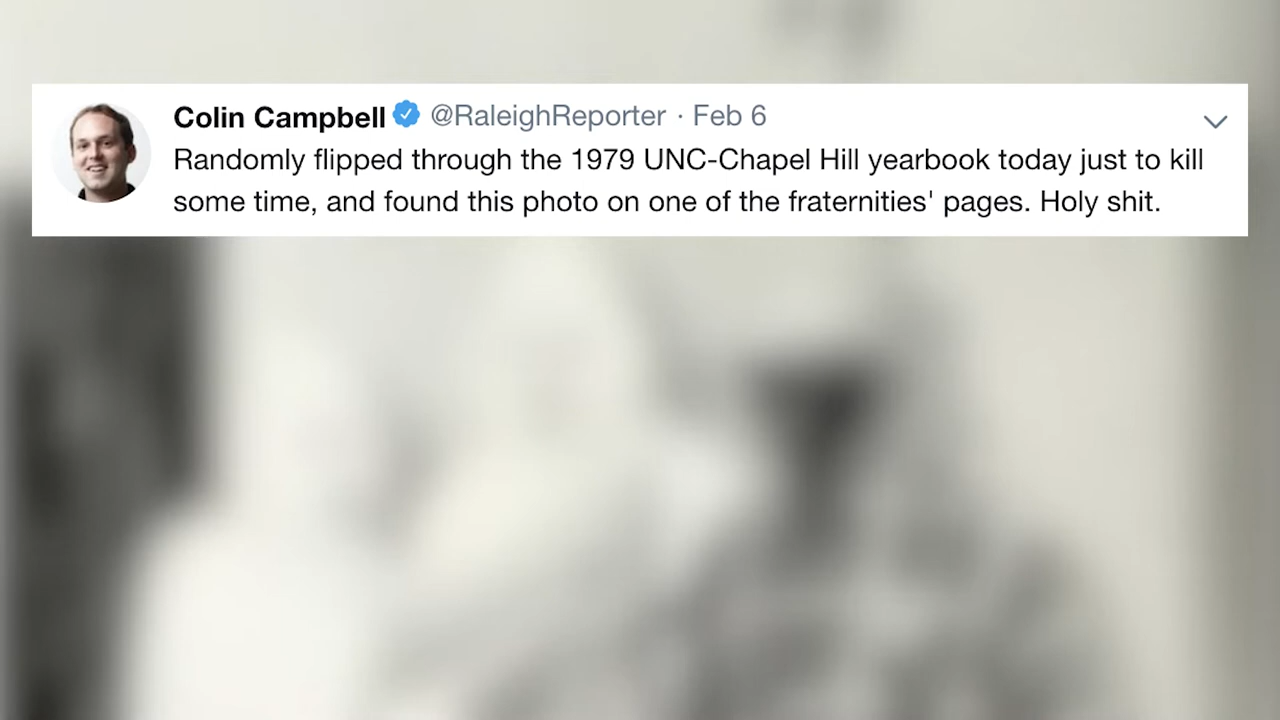 Colin Campbell @RaleighReporter · Feb 6
Randomly flipped through the 1979 UNC-Chapel Hill yearbook today just to kill
some time, and found this photo on one of the fraternities' pages. Holy shit.